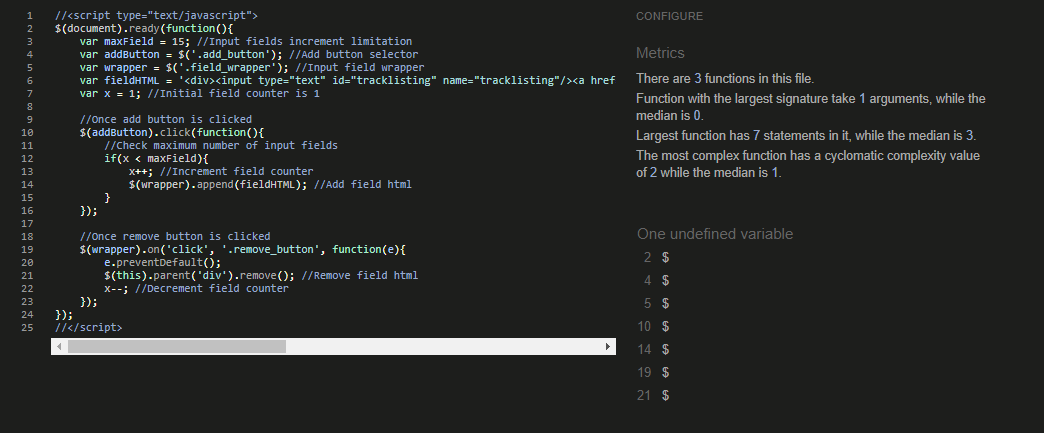 1 //<script type="text/javascript">
2 $(document).ready(function(){
3 var maxField = 15; //Input fields increment limitation
4 var addButton = $('.add_button'); //Add button selector
5 var wrapper = $('.field_wrapper'); //Input field wrapper
6 var fieldHTML = '<div><input type="text" id="tracklisting" name="tracklisting"/><a href
7 var x = 1; //Initial field counter is 1
8
9 //Once add button is clicked
10 $(addButton).click(function(){
11 //Check maximum number of input fields
12 if(x < maxField){
13 x++; //Increment field counter
14 $(wrapper).append(fieldHTML); //Add field html
15 }
16 });
17
18 //Once remove button is clicked
19 $(wrapper).on('click', '.remove_button', function(e){
20 e.preventDefault();
21 $(this).parent('div').remove(); //Remove field html
22 x--; //Decrement field counter
23 });
24 });
25 //</script>
CONFIGURE
Metrics
There are 3 functions in this file.
Function with the largest signature take 1 arguments, while the
median is 0.
Largest function has 7 statements in it, while the median is 3.
The most complex function has a cyclomatic complexity value
of 2 while the median is 1.
One undefined variable
2 $
4 $
5 $
10 $
14 $
19 $
21 $